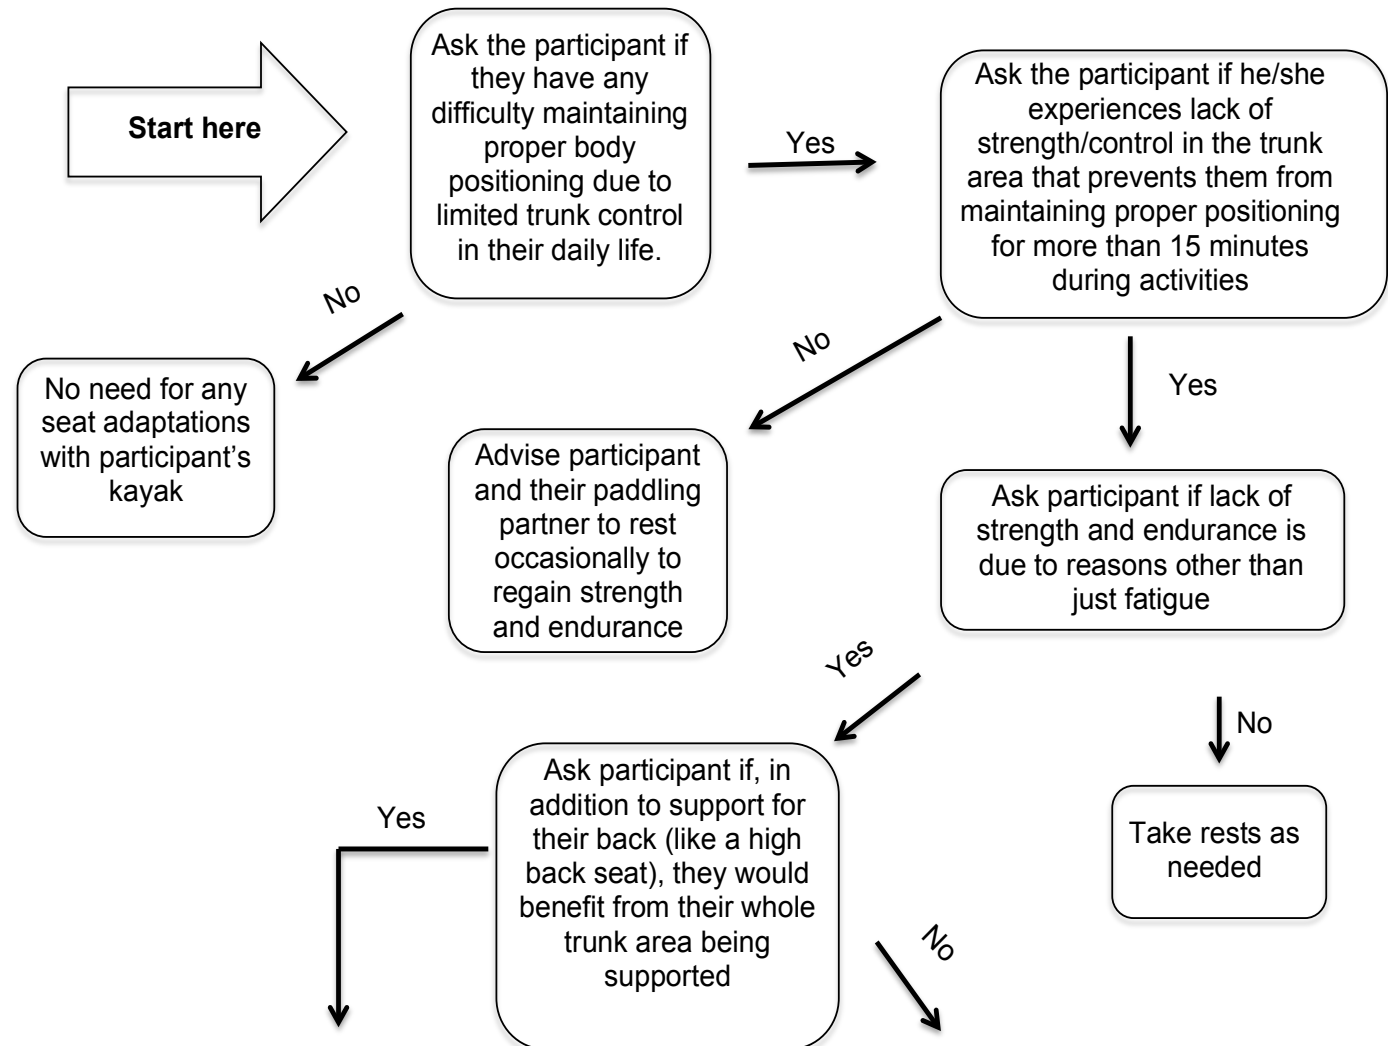 Start here
Ask the participant if
they have any
difficulty maintaining
proper body
positioning due to
limited trunk control
in their daily life.
Yes
Ask the participant if he/she
experiences lack of
strength/control in the trunk
area that prevents them from
maintaining proper positioning
for more than 15 minutes
during activities
No
No need for any
seat adaptations
with participant's
kayak
No
Advise participant
and their paddling
partner to rest
occasionally to
regain strength
and endurance
Yes
Ask participant if lack of
strength and endurance is
due to reasons other than
just fatigue
Yes
No
Take rests as
needed
Ask participant if, in
addition to support for
their back (like a high
back seat), they would
benefit from their whole
trunk area being
supported
Yes
No